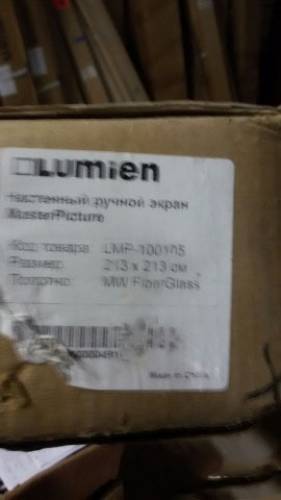 Lumien
Настенный ручной экран
MasterPicture
Код товара: LMP-100105
Размер: 213 x 213 см
Полотно: MW FiberGlass
Made in China